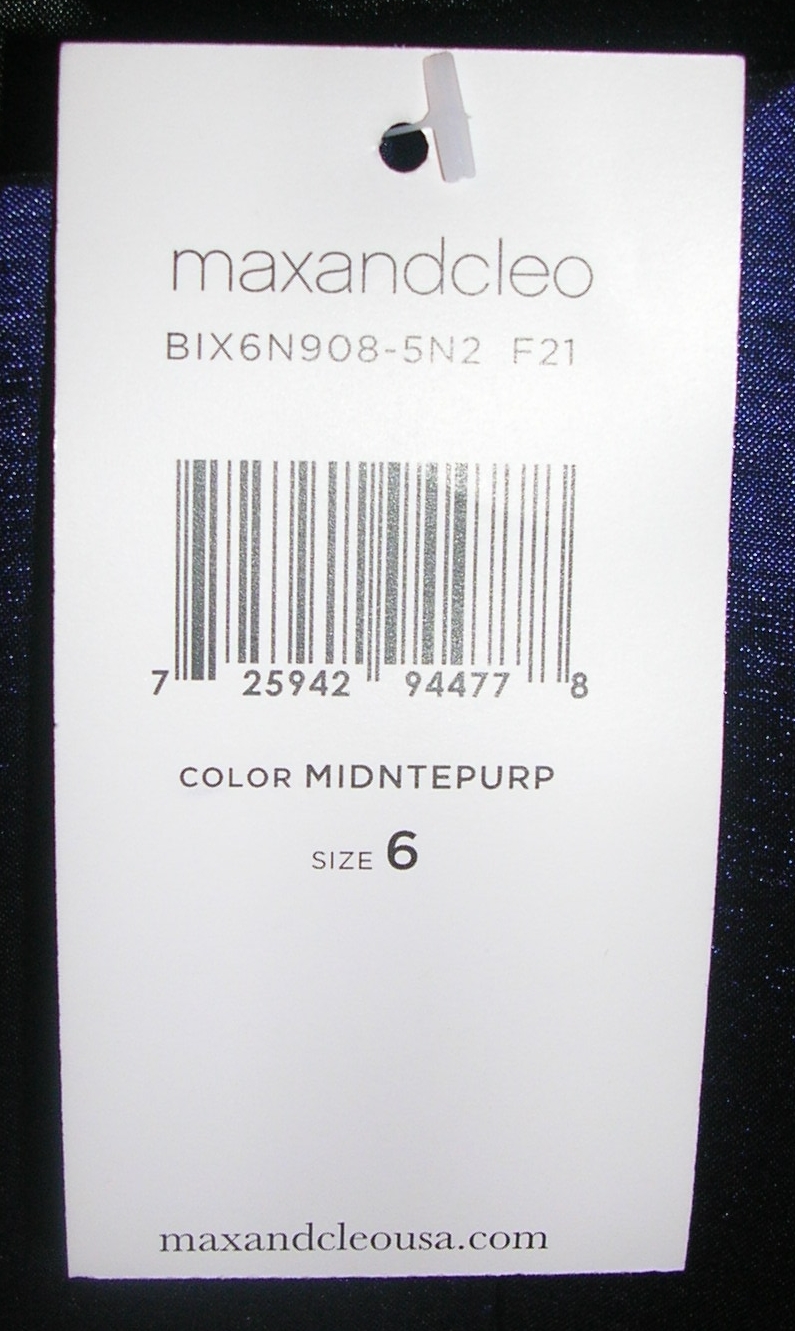 maxandcleo
BIX6N908-5N2 F21
7 25942 94477 8
COLOR MIDNTEPURP
SIZE 6
maxandcleousa.com